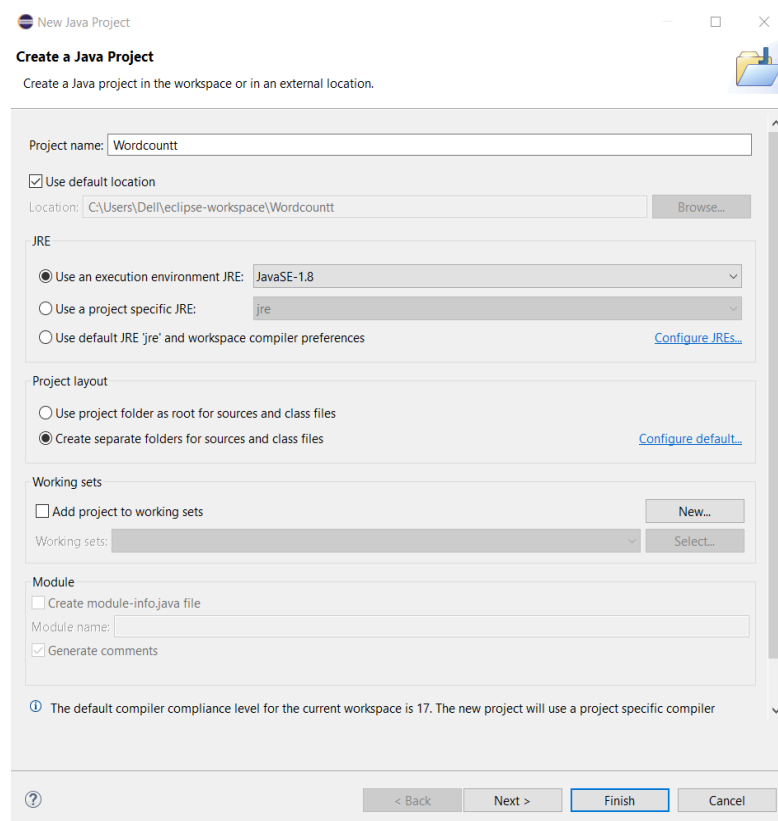 New Java Project
Create a Java Project
Create a Java project in the workspace or in an external location.
Project name: Wordcountt
Use default location
Location: C:\Users\Dell\eclipse-workspace\Wordcountt Browse...
JRE
Use an execution environment JRE: JavaSE-1.8
Use a project specific JRE: jre
Use default JRE 'jre' and workspace compiler preferences Configure JREs...
Project layout
Use project folder as root for sources and class files
Create separate folders for sources and class files Configure default...
Working sets
Add project to working sets New...
Working sets: Select...
Module
Create module-info.java file
Module name:
Generate comments
The default compiler compliance level for the current workspace is 17. The new project will use a project specific compiler
? < Back Next > Finish Cancel